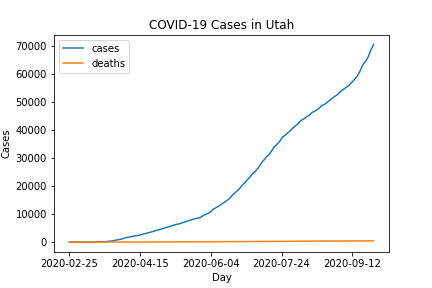 COVID-19 Cases in Utah
cases
deaths
70000
60000
50000
40000
30000
20000
10000
0
Cases
2020-02-25 2020-04-15 2020-06-04 2020-07-24 2020-09-12
Day